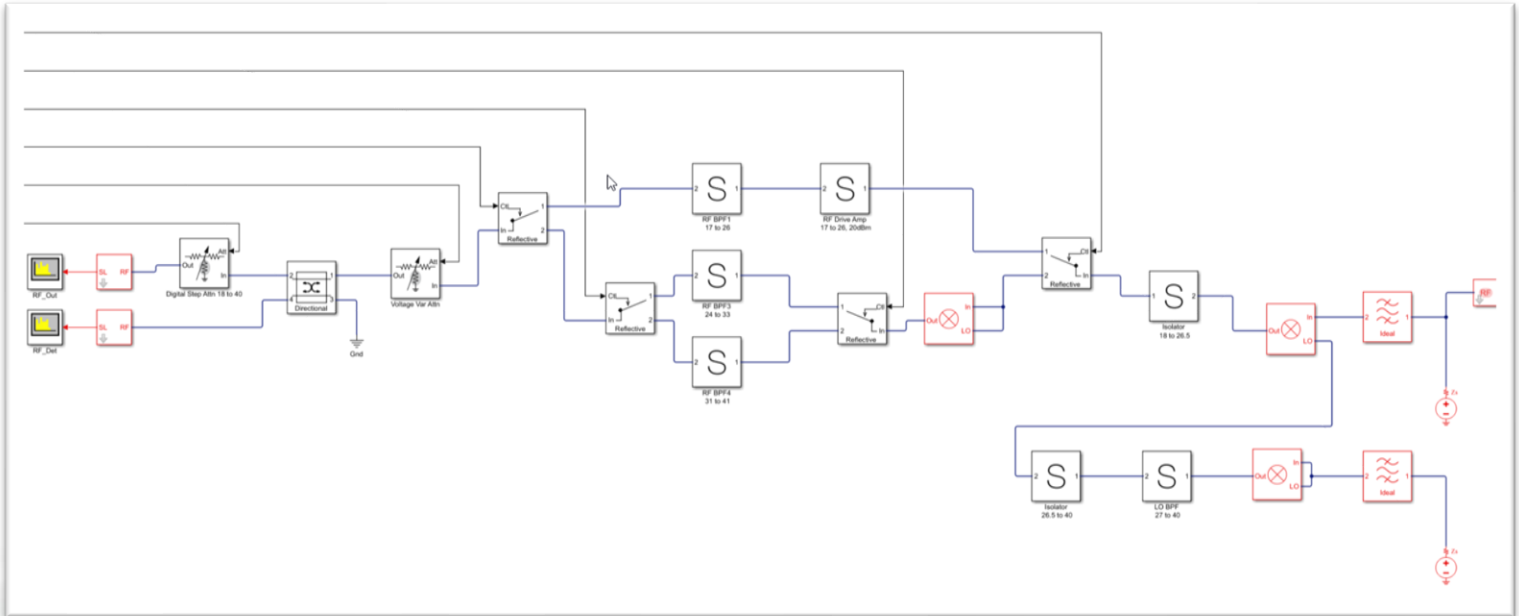 Ctl
In
Reflective
1
2
2
S
1
RF BPF1
17 to 26
2
S
1
RF Drive Amp
17 to 26, 20dBm
RF_Out
SL
RF
Att
Out
In
Digital Step Attn 18 to 40
2
1
4
3
Directional
Att
Out
In
Voltage Var Attn
RF_Det
SL
RF
Gnd
Ctl
In
Reflective
1
2
2
S
1
RF BPF3
24 to 33
2
S
1
RF BPF4
31 to 41
1
2
Ctl
In
Reflective
Out
In
LO
1
2
Ctl
In
Reflective
1
S
2
Isolator
18 to 26.5
Out
In
LO
2
1
Ideal
RF
2
S
1
Isolator
26.5 to 40
2
S
1
LO BPF
27 to 40
Out
In
LO
2
1
Ideal